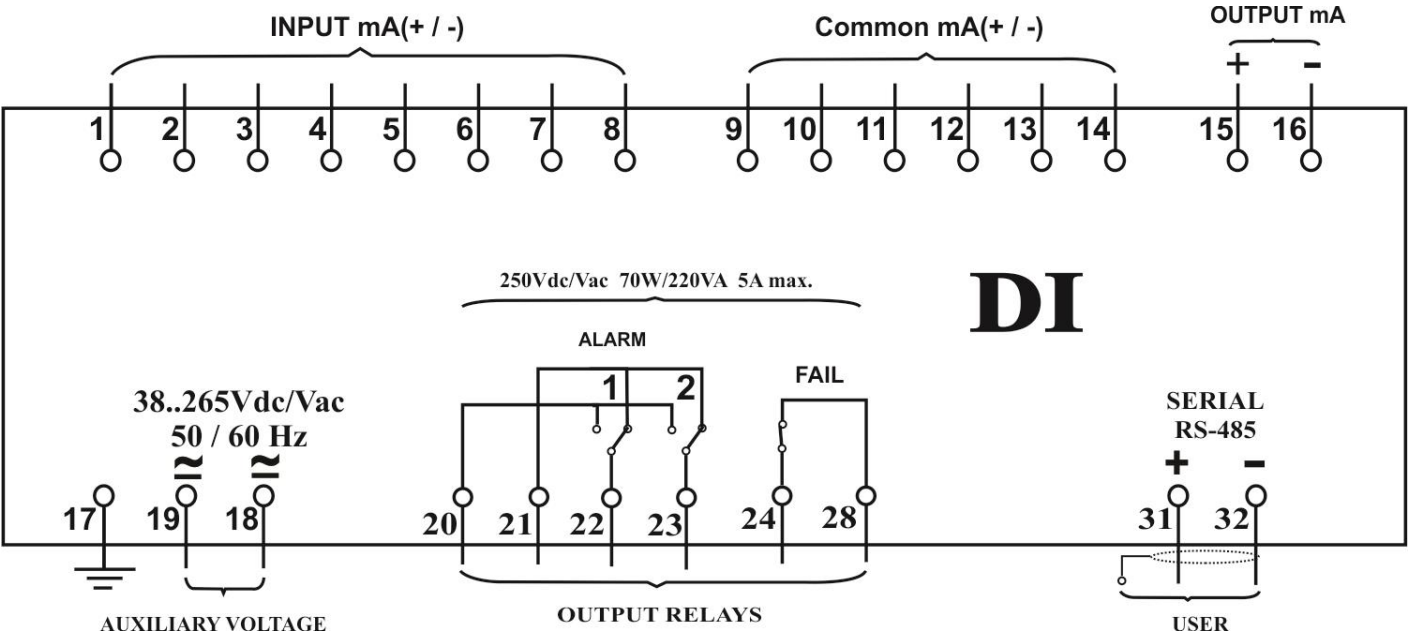 INPUT mA(+ / -)
Common mA(+ / -)
OUTPUT mA
+ -
1 2 3 4 5 6 7 8 9 10 11 12 13 14 15 16
250Vdc/Vac 70W/220VA 5A max.
DI
ALARM
1 2
FAIL
38..265Vdc/Vac
50 / 60 Hz
SERIAL
RS-485
+ -
17 19 18 20 21 22 23 24 28 31 32
AUXILIARY VOLTAGE
OUTPUT RELAYS
USER